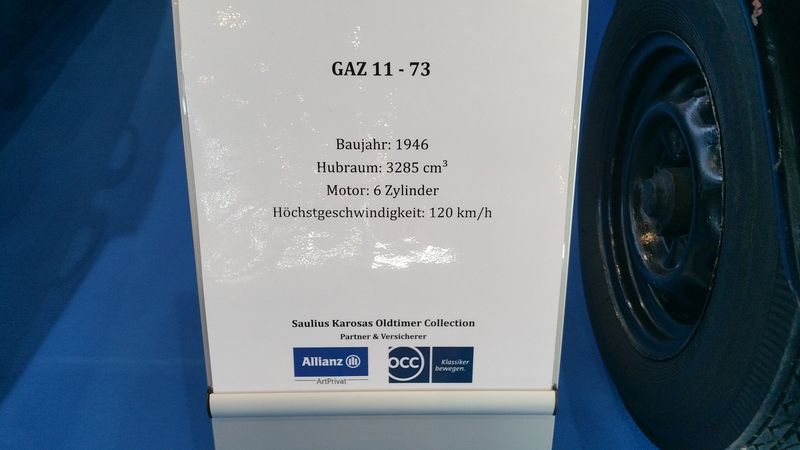 GAZ 11 - 73
Baujahr: 1946
Hubraum: 3285 cm³
Motor: 6 Zylinder
Höchstgeschwindigkeit: 120 km/h
Saulius Karosas Oldtimer Collection
Partner & Versicherer
Allianz
ArtPrivat
OCC
Klassiker
bewegen.